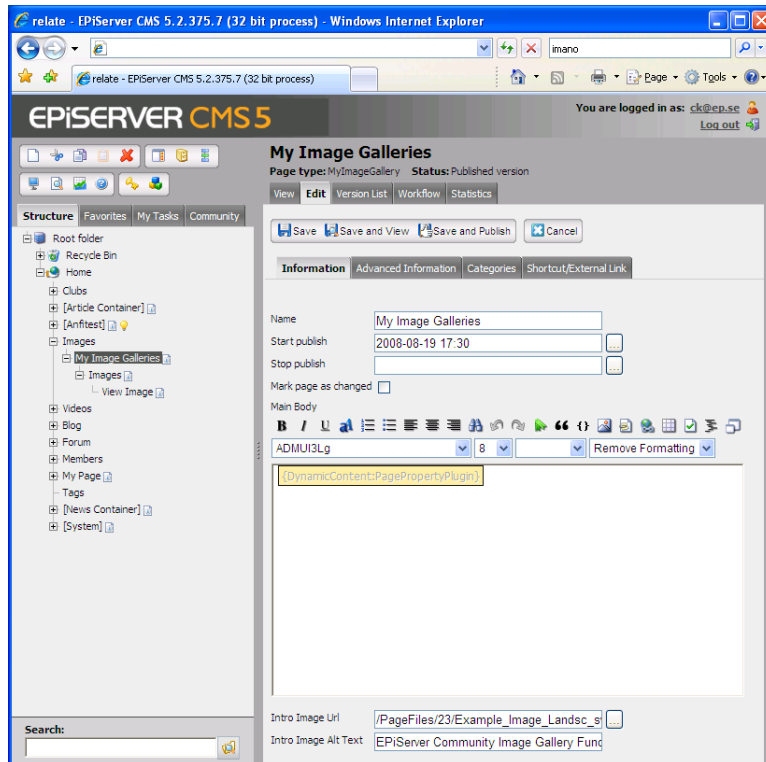 relate - EPiServer CMS 5.2.375.7 (32 bit process) - Windows Internet Explorer
imano
relate - EPiServer CMS 5.2.375.7 (32 bit process)
Page Tools
EPiSERVER CMS 5
You are logged in as: ck@ep.se
Log out
My Image Galleries
Page type: MyImageGallery Status: Published version
View Edit Version List Workflow Statistics
Structure Favorites My Tasks Community
Save Save and View Save and Publish Cancel
Root folder
Recycle Bin
Home
Clubs
[Article Container]
[Anfitest]
Images
My Image Galleries
Images
View Image
Videos
Blog
Forum
Members
My Page
Tags
[News Container]
[System]
Information Advanced Information Categories Shortcut/External Link
Name My Image Galleries
Start publish 2008-08-19 17:30 ...
Stop publish ...
Mark page as changed
Main Body
B I U
ADMUI3Lg 8 Remove Formatting
{DynamicContent:PagePropertyPlugin}
Intro Image Url /PageFiles/23/Example_Image_Landsc_s ...
Intro Image Alt Text EPiServer Community Image Gallery Func
Search: